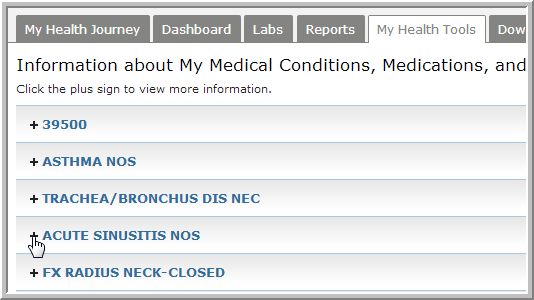 My Health Journey Dashboard Labs Reports My Health Tools Dow
Information about My Medical Conditions, Medications, and
Click the plus sign to view more information.
+ 39500
+ ASTHMA NOS
+ TRACHEA/BRONCHUS DIS NEC
+ ACUTE SINUSITIS NOS
+ FX RADIUS NECK-CLOSED